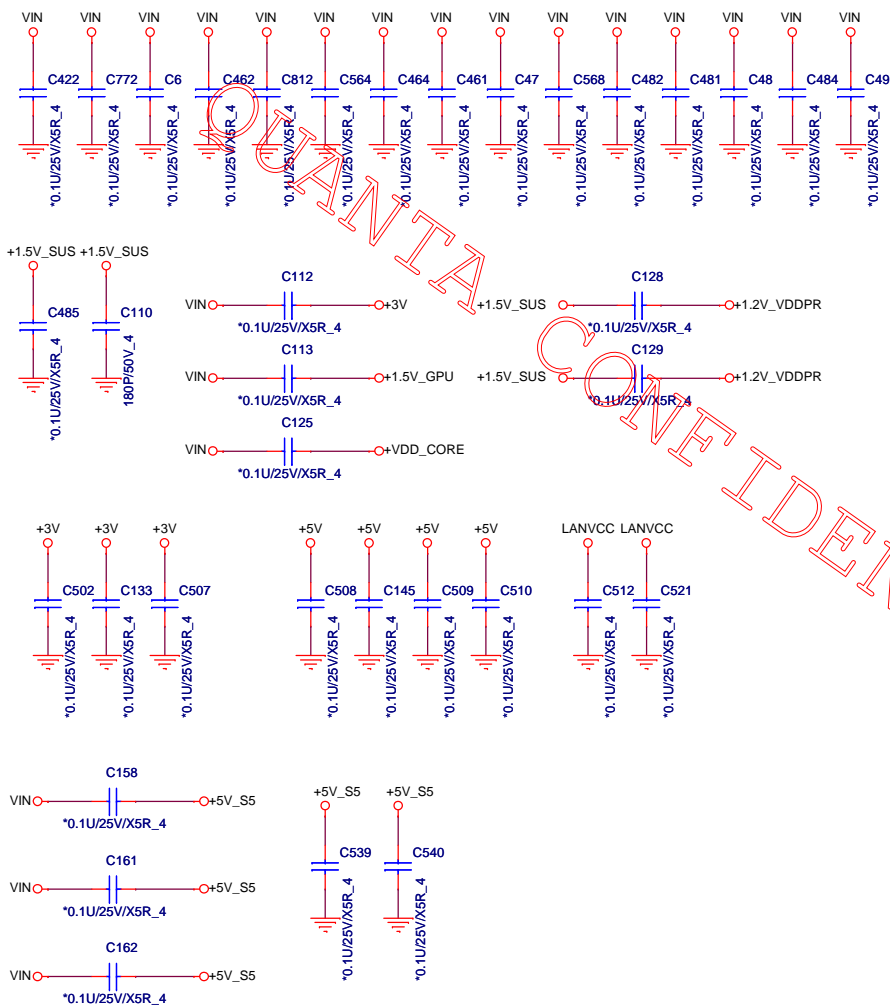 VIN VIN VIN VIN VIN VIN VIN VIN VIN VIN VIN VIN VIN VIN VIN
C422 C772 C6 C462 C812 C564 C464 C461 C47 C568 C482 C481 C48 C484 C49
*0.1U/25V/X5R_4 *0.1U/25V/X5R_4 *0.1U/25V/X5R_4 *0.1U/25V/X5R_4 *0.1U/25V/X5R_4 *0.1U/25V/X5R_4 *0.1U/25V/X5R_4 *0.1U/25V/X5R_4 *0.1U/25V/X5R_4 *0.1U/25V/X5R_4 *0.1U/25V/X5R_4 *0.1U/25V/X5R_4 *0.1U/25V/X5R_4 *0.1U/25V/X5R_4 *0.1U/25V/X5R_4
QUANTA
CONFIDEN
+1.5V_SUS +1.5V_SUS
C485 C110
*0.1U/25V/X5R_4 180P/50V_4
C112
VIN +3V
*0.1U/25V/X5R_4
C113
VIN +1.5V_GPU
*0.1U/25V/X5R_4
C125
VIN +VDD_CORE
*0.1U/25V/X5R_4
C128
+1.5V_SUS +1.2V_VDDPR
*0.1U/25V/X5R_4
C129
+1.5V_SUS +1.2V_VDDPR
*0.1U/25V/X5R_4
+3V +3V +3V
C502 C133 C507
*0.1U/25V/X5R_4 *0.1U/25V/X5R_4 *0.1U/25V/X5R_4
+5V +5V +5V +5V
C508 C145 C509 C510
*0.1U/25V/X5R_4 *0.1U/25V/X5R_4 *0.1U/25V/X5R_4 *0.1U/25V/X5R_4
LANVCC LANVCC
C512 C521
*0.1U/25V/X5R_4 *0.1U/25V/X5R_4
C158
VIN +5V_S5
*0.1U/25V/X5R_4
C161
VIN +5V_S5
*0.1U/25V/X5R_4
C162
VIN +5V_S5
*0.1U/25V/X5R_4
+5V_S5 +5V_S5
C539 C540
*0.1U/25V/X5R_4 *0.1U/25V/X5R_4